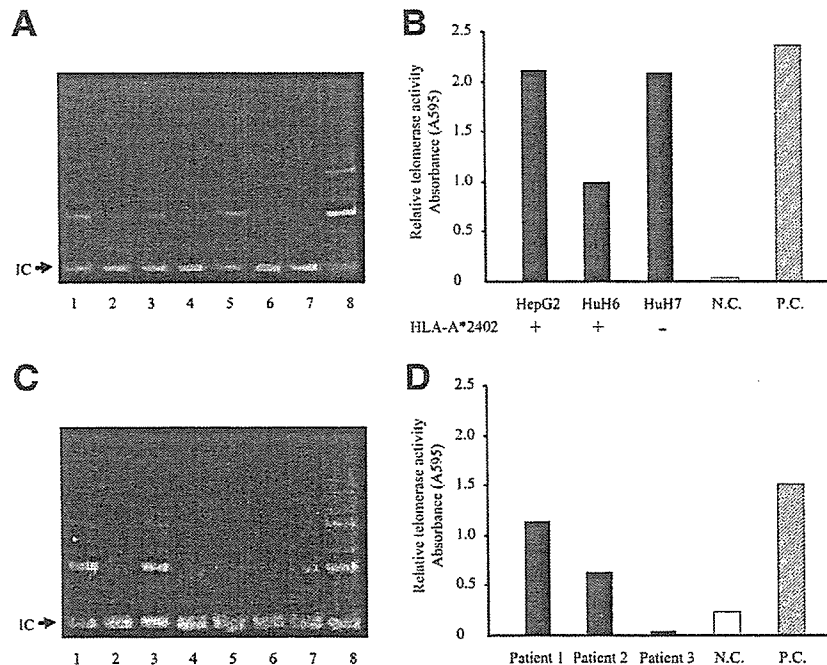 A
IC
1 2 3 4 5 6 7 8
B
Relative telomerase activity
Absorbance (A595)
2.5
2.0
1.5
1.0
0.5
0
HepG2 HuH6 HuH7 N.C. P.C.
HLA-A*2402 + + -
C
IC
1 2 3 4 5 6 7 8
D
Relative telomerase activity
Absorbance (A595)
2.5
2.0
1.5
1.0
0.5
0
Patient 1 Patient 2 Patient 3 N.C. P.C.